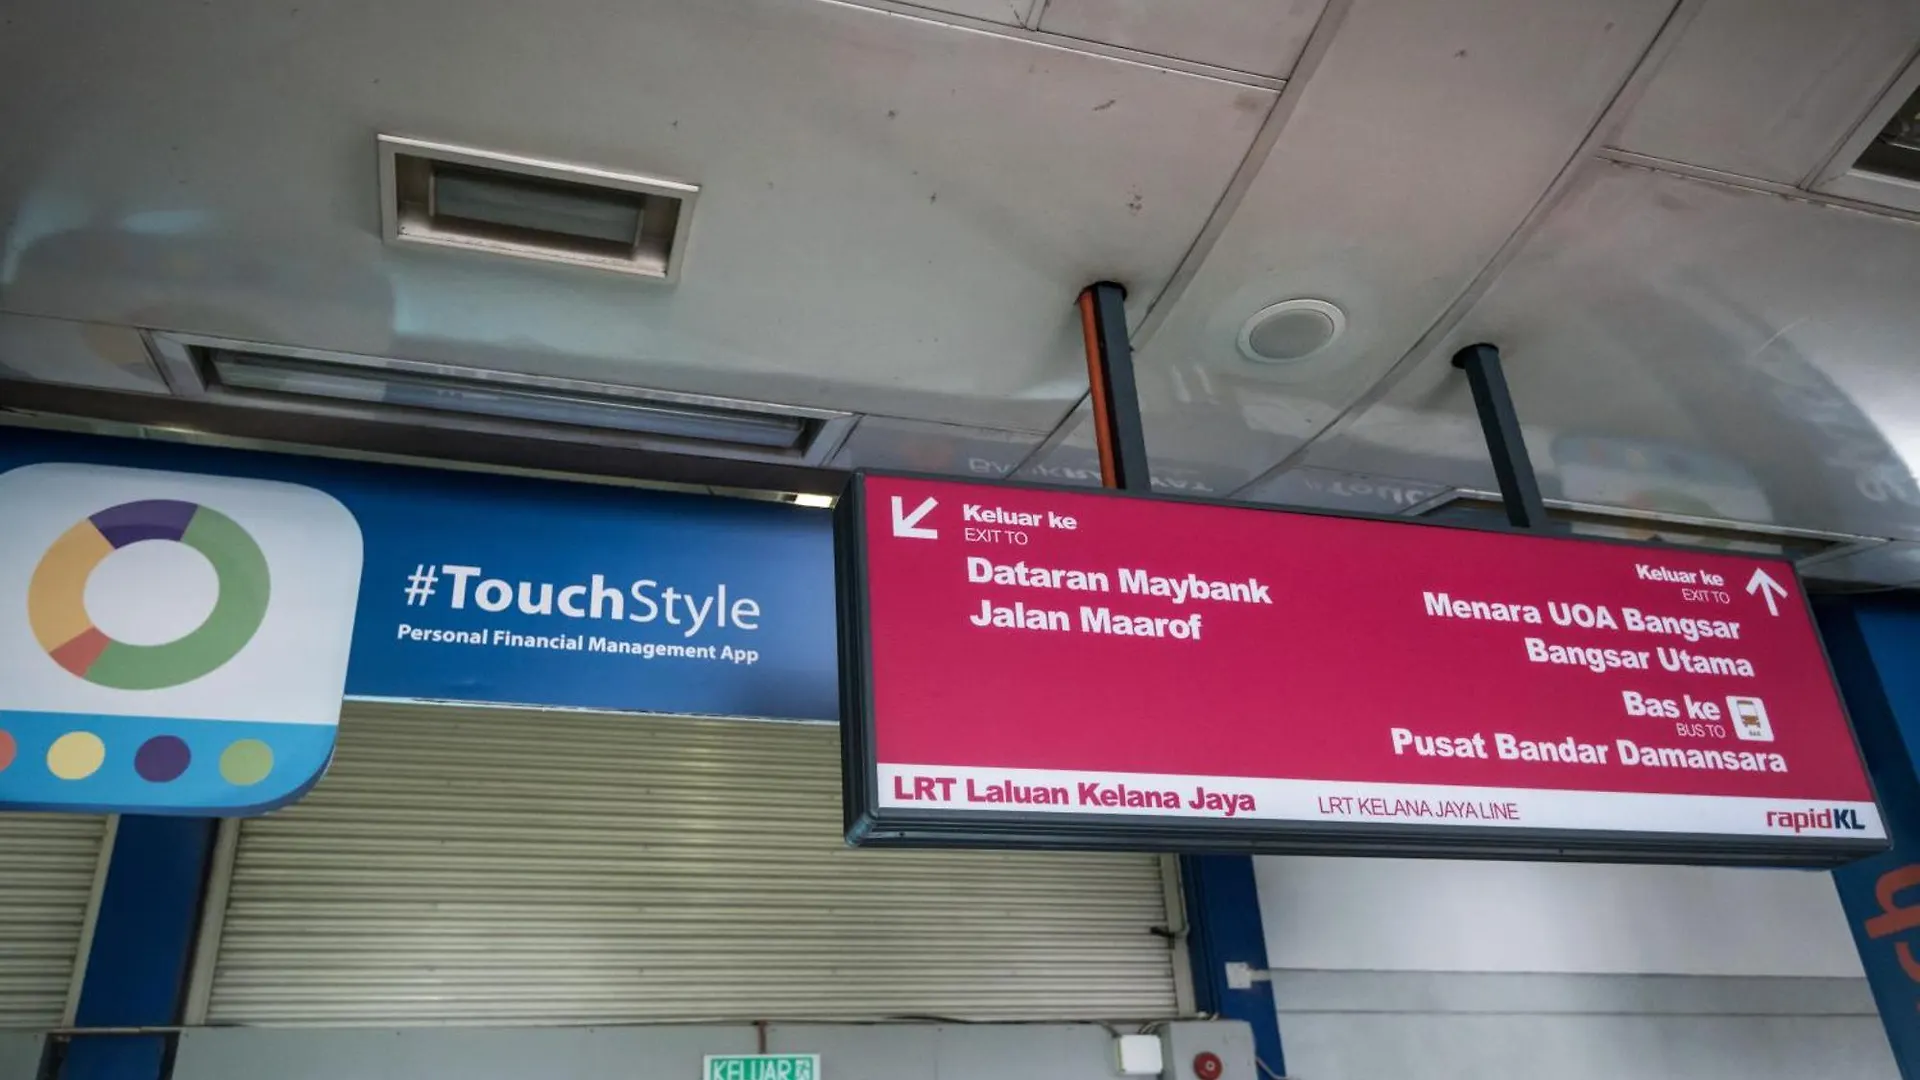 #TouchStyle
Personal Financial Management App
Keluar ke
EXIT TO
Dataran Maybank
Jalan Maarof
Keluar ke
EXIT TO
Menara UOA Bangsar
Bangsar Utama
Bas ke
BUS TO
Pusat Bandar Damansara
LRT Laluan Kelana Jaya
LRT KELANA JAYA LINE
rapidKL
KELUAR